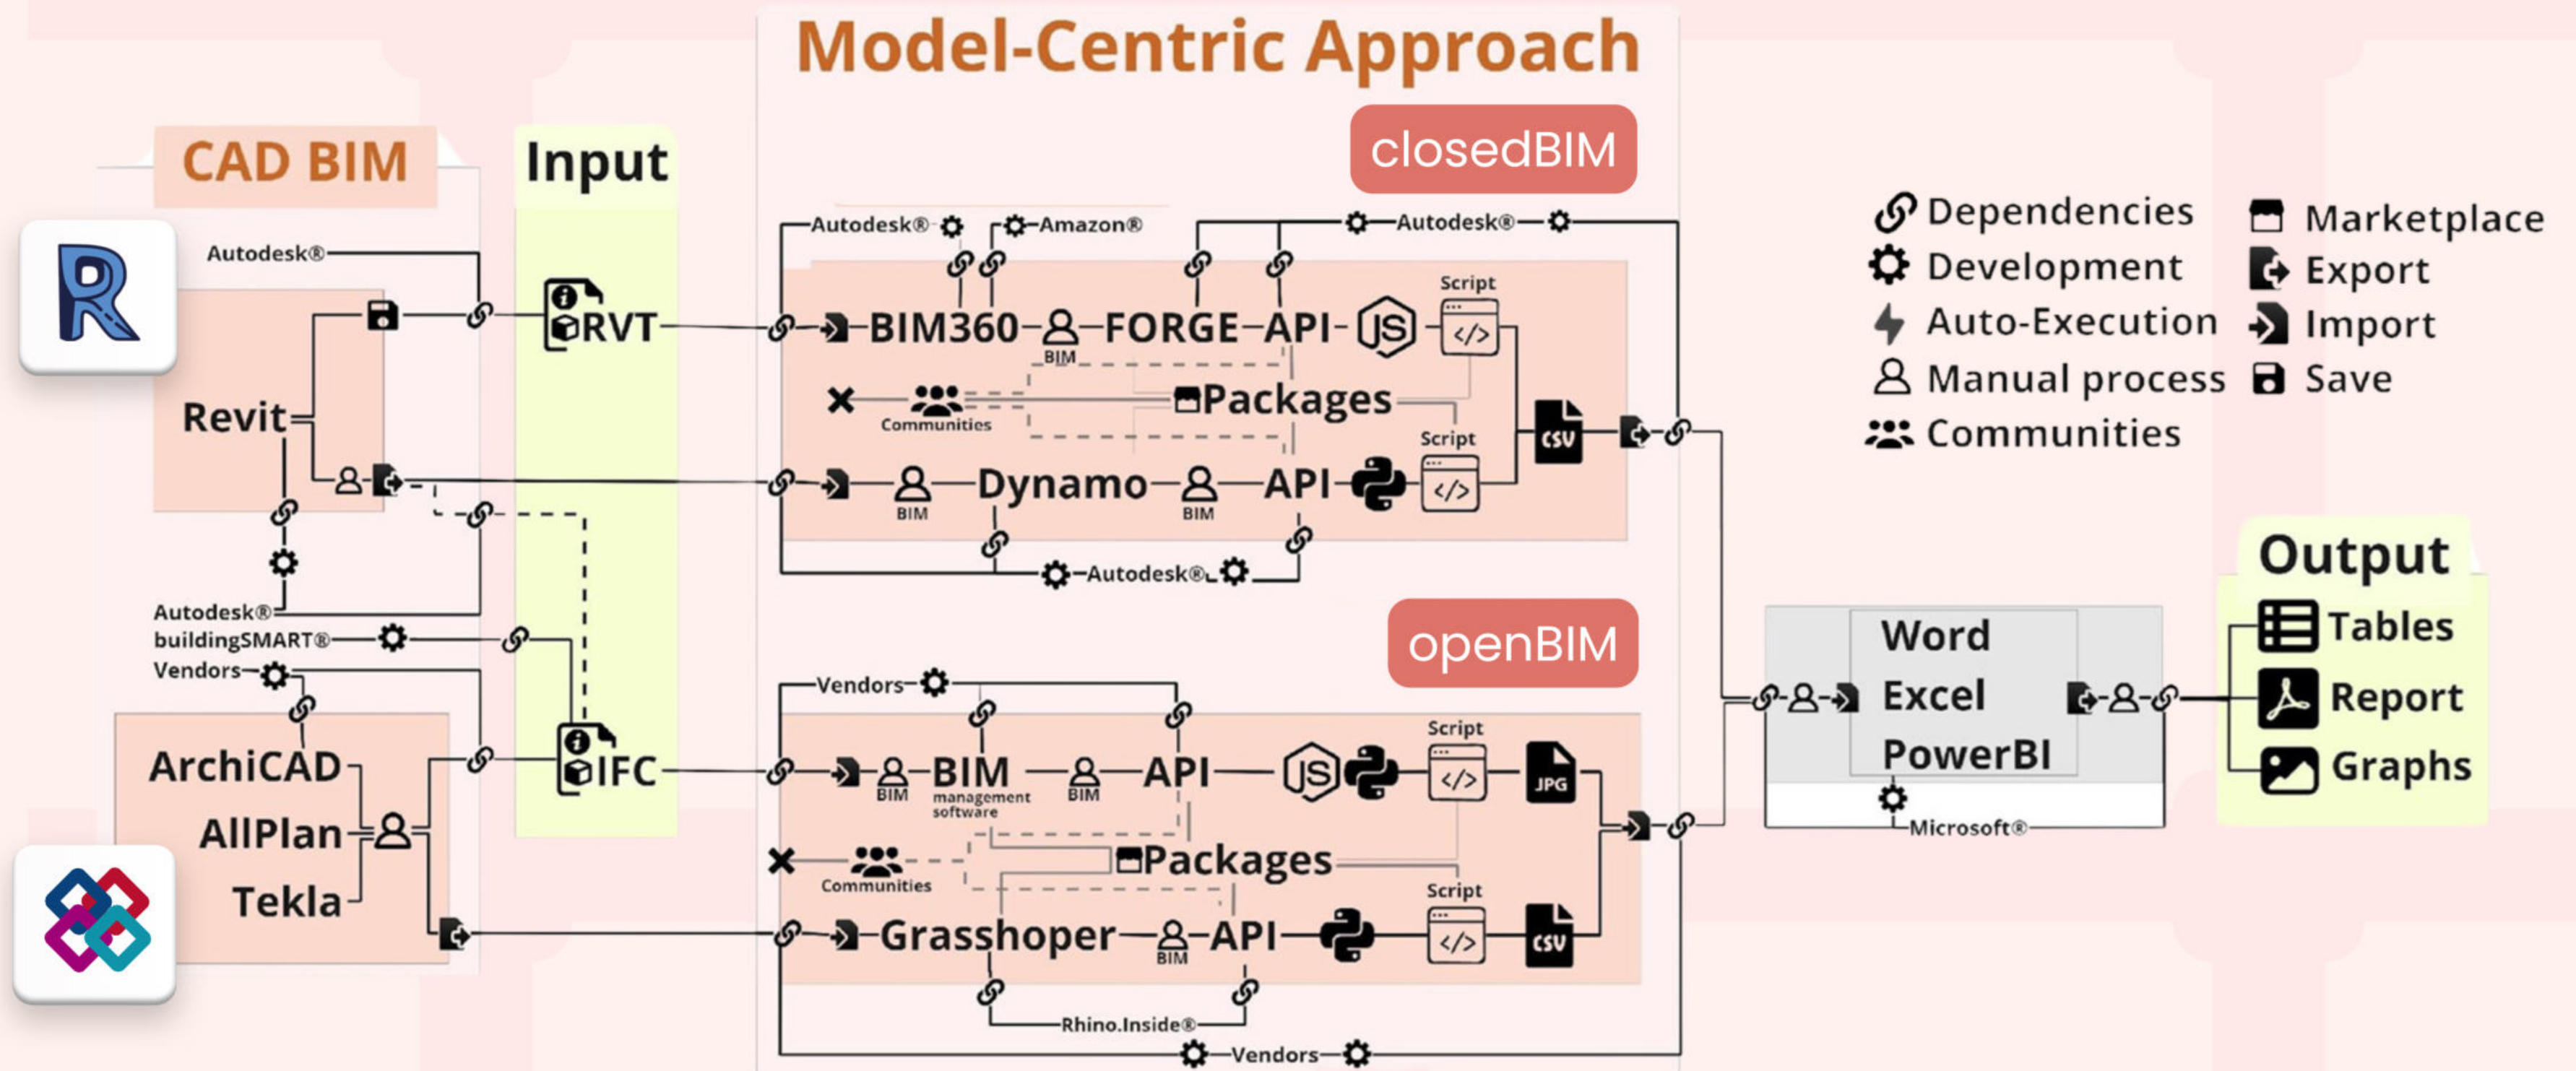 Model-Centric Approach
closedBIM
CAD BIM
Input
Autodesk®
Revit
Autodesk®
buildingSMART®
Vendors
ArchiCAD
AllPlan
Tekla
RVT
IFC
Autodesk®
Amazon®
Autodesk®
BIM360
BIM
FORGE
API
JS
Script
</>
Communities
Packages
Script
</>
CSV
BIM
Dynamo
BIM
API
Autodesk®
openBIM
Vendors
BIM
BIM
management
software
BIM
API
JS
Script
</>
JPG
Communities
Packages
Script
</>
CSV
Grasshoper
BIM
API
Rhino.Inside®
Vendors
Dependencies
Development
Auto-Execution
Manual process
Communities
Marketplace
Export
Import
Save
Word
Excel
PowerBI
Microsoft®
Output
Tables
Report
Graphs